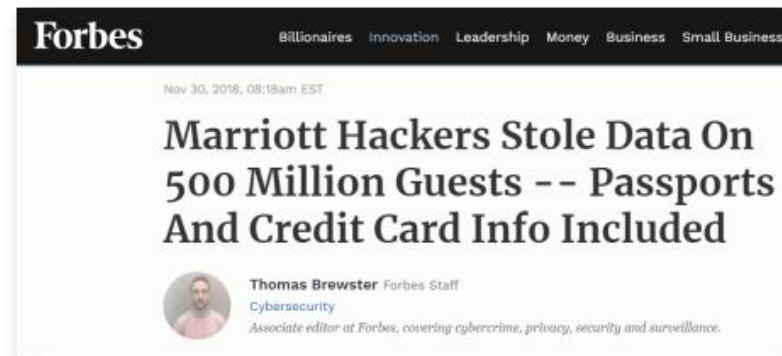 Forbes
Billionaires Innovation Leadership Money Business Small Business
Nov 30, 2018, 08:18am EST
Marriott Hackers Stole Data On
500 Million Guests -- Passports
And Credit Card Info Included
Thomas Brewster Forbes Staff
Cybersecurity
Associate editor at Forbes, covering cybercrime, privacy, security and surveillance.